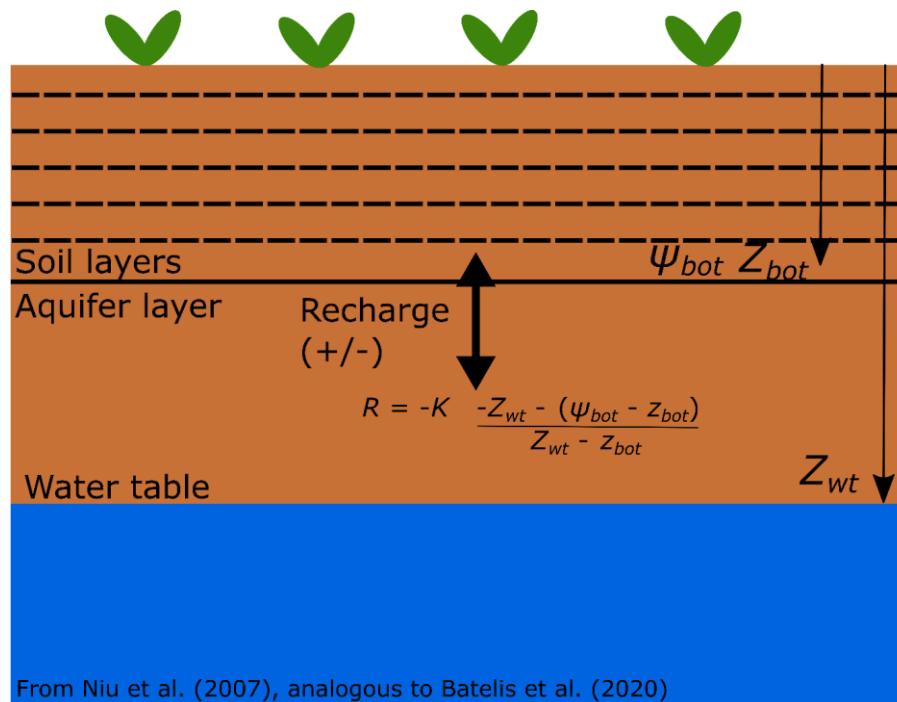 Soil layers
Ψbot Zbot
Aquifer layer
Recharge
(+/-)
R = -K -Zwt - (ψbot - zbot)
Zwt - zbot
Zwt
Water table
From Niu et al. (2007), analogous to Batelis et al. (2020)